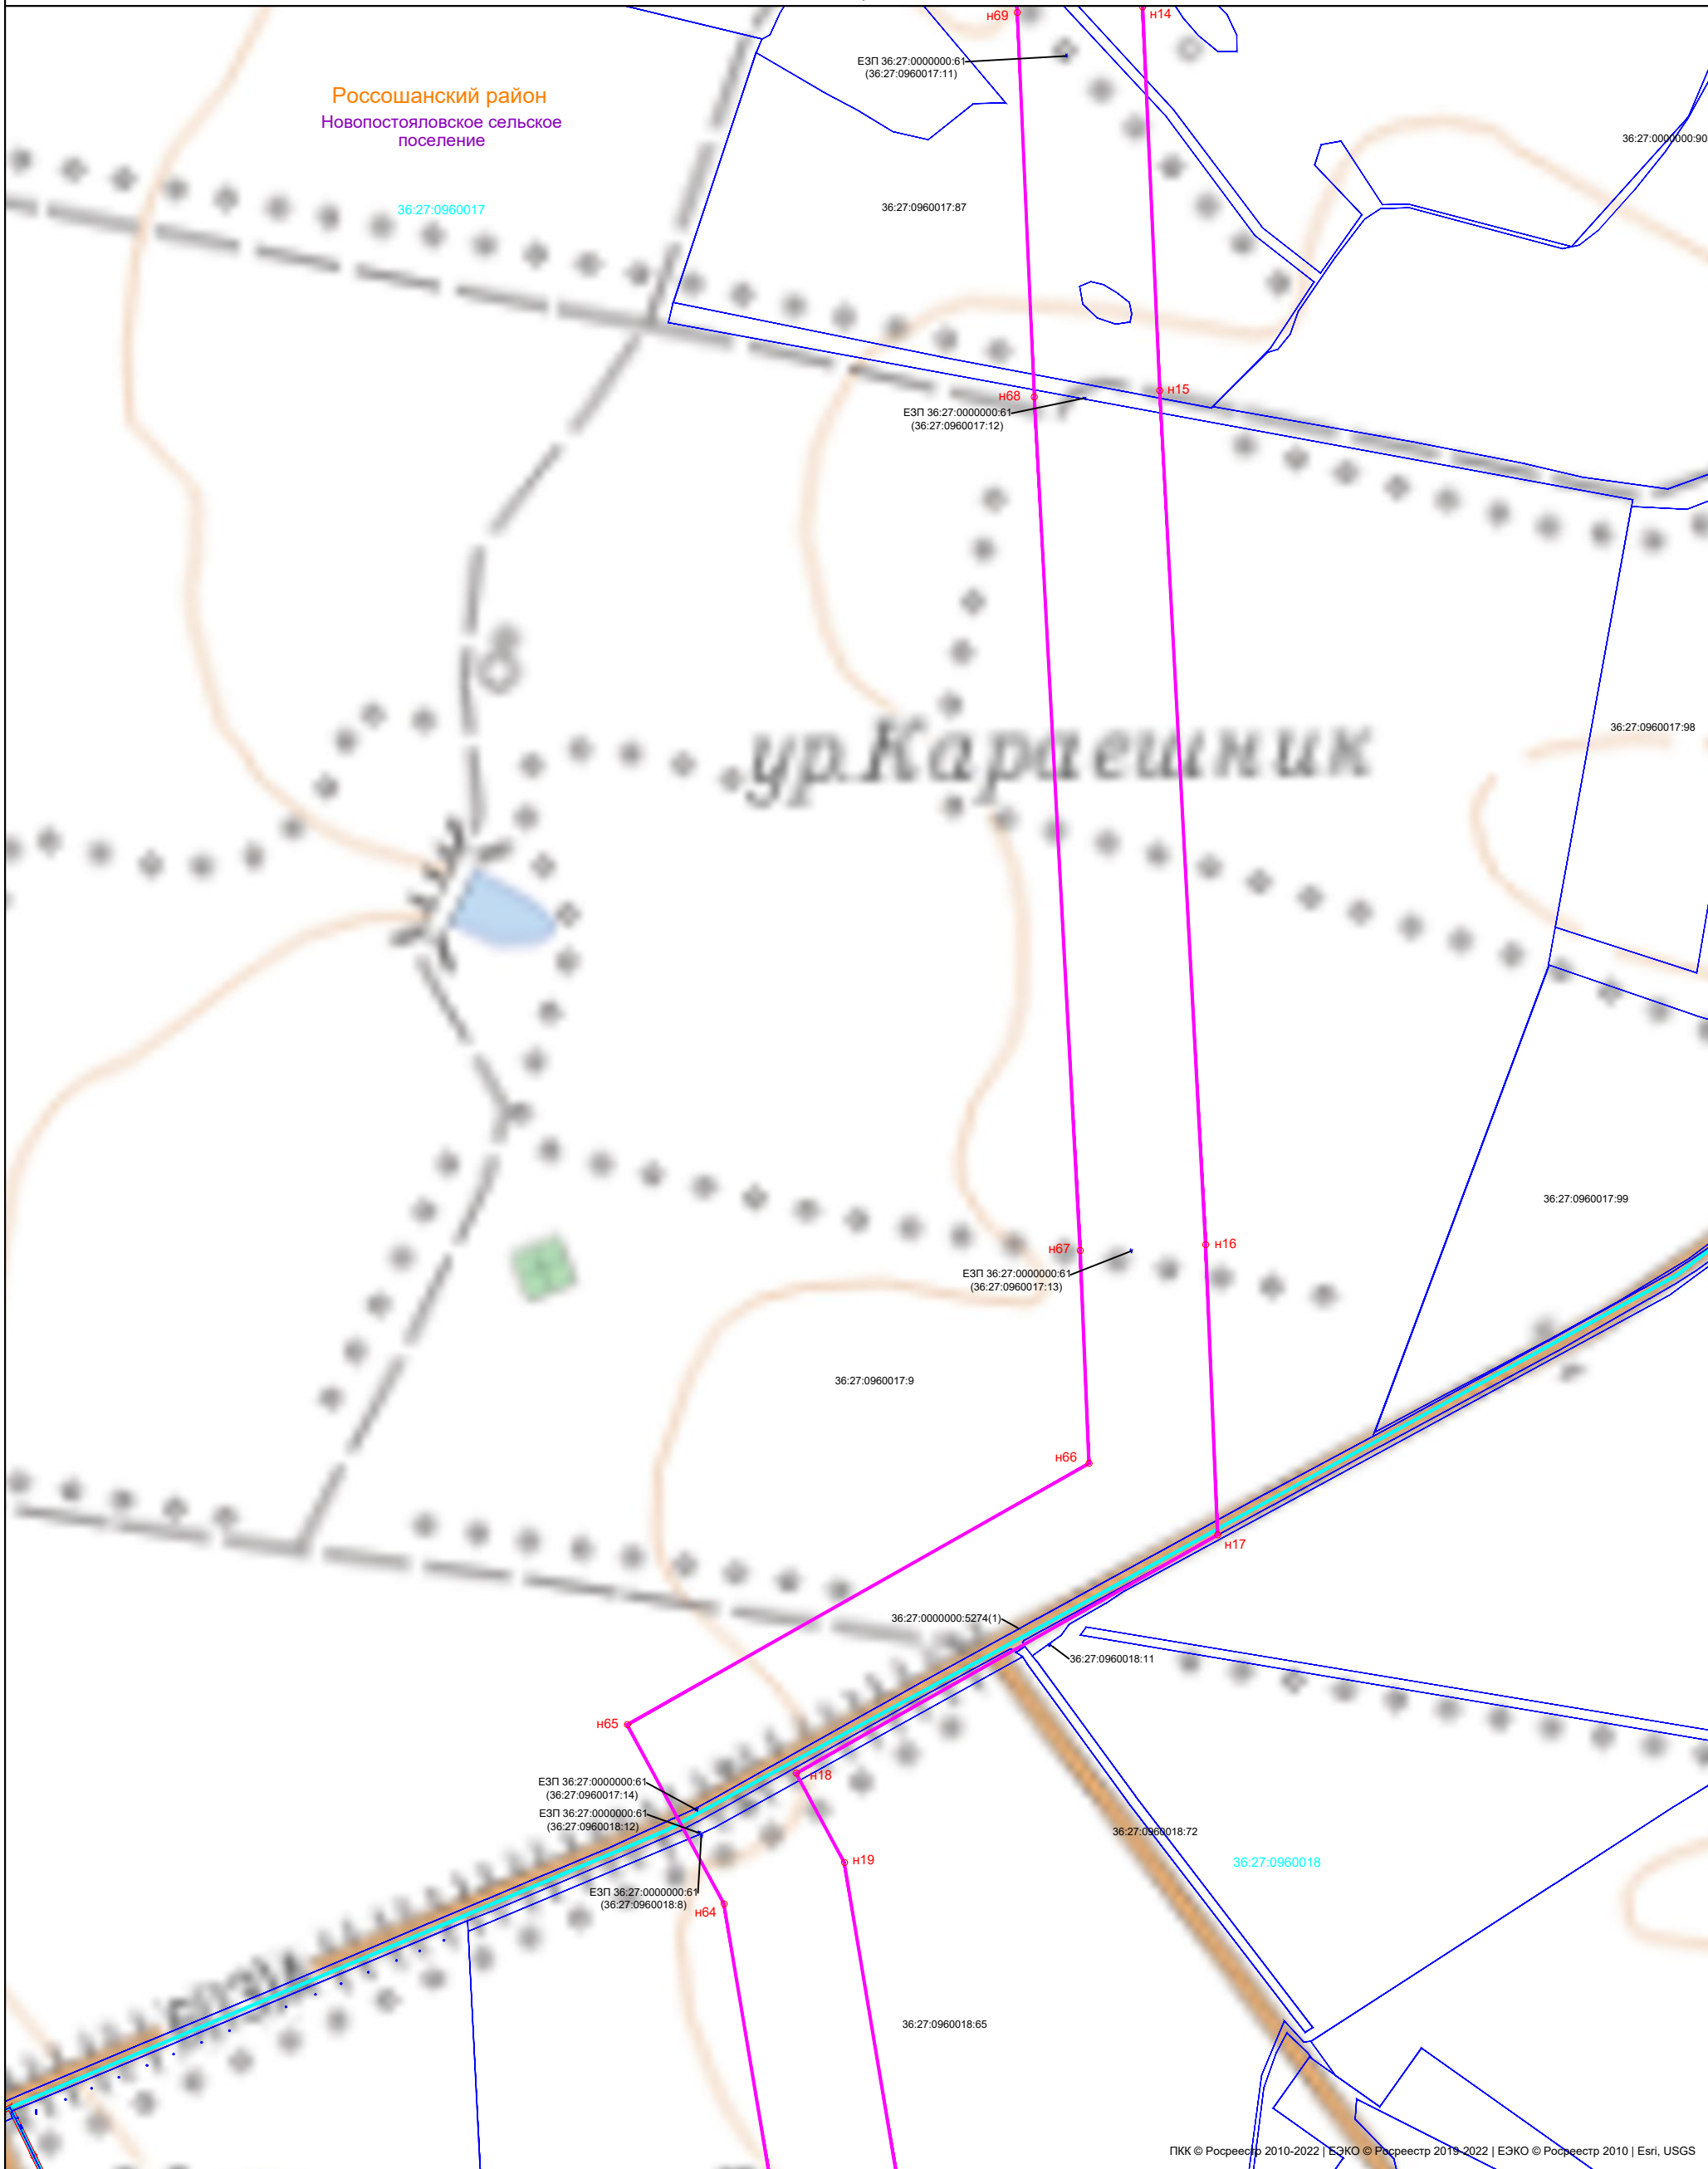 н69
н14
ЕЗП 36:27:0000000:61
(36:27:0960017:11)
Россошанский район
Новопостояловское сельское
поселение
36:27:0000000:90
36:27:0960017
36:27:0960017:87
н15
н68
ЕЗП 36:27:0000000:61
(36:27:0960017:12)
36:27:0960017:98
ур. Караешник
36:27:0960017:99
н16
н67
ЕЗП 36:27:0000000:61
(36:27:0960017:13)
36:27:0960017:9
н66
н17
36:27:0000000:5274(1)
36:27:0960018:11
н65
н18
ЕЗП 36:27:0000000:61
(36:27:0960017:14)
ЕЗП 36:27:0000000:61
(36:27:0960018:12)
36:27:0960018:72
н19
36:27:0960018
ЕЗП 36:27:0000000:61
(36:27:0960018:8)
н64
36:27:0960018:65
ПКК © Росреестр 2010-2022 | ЕЭКО © Росреестр 2019-2022 | ЕЭКО © Росреестр 2010 | Esri, USGS